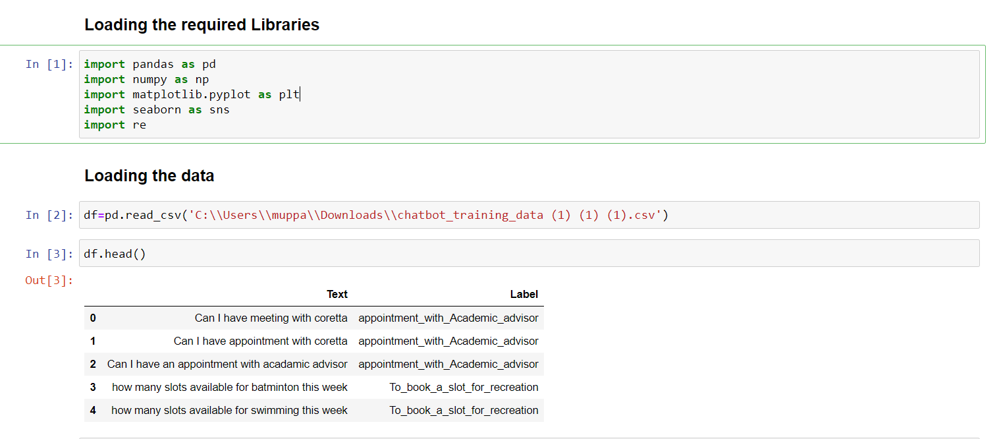 Loading the required Libraries
In [1]: import pandas as pd
import numpy as np
import matplotlib.pyplot as plt
import seaborn as sns
import re
Loading the data
In [2]: df=pd.read_csv('C:\\Users\\muppa\\Downloads\\chatbot_training_data (1) (1) (1).csv')
In [3]: df.head()
Out[3]:
Text Label
0 Can I have meeting with coretta appointment_with_Academic_advisor
1 Can I have appointment with coretta appointment_with_Academic_advisor
2 Can I have an appointment with acadamic advisor appointment_with_Academic_advisor
3 how many slots available for batminton this week To_book_a_slot_for_recreation
4 how many slots available for swimming this week To_book_a_slot_for_recreation